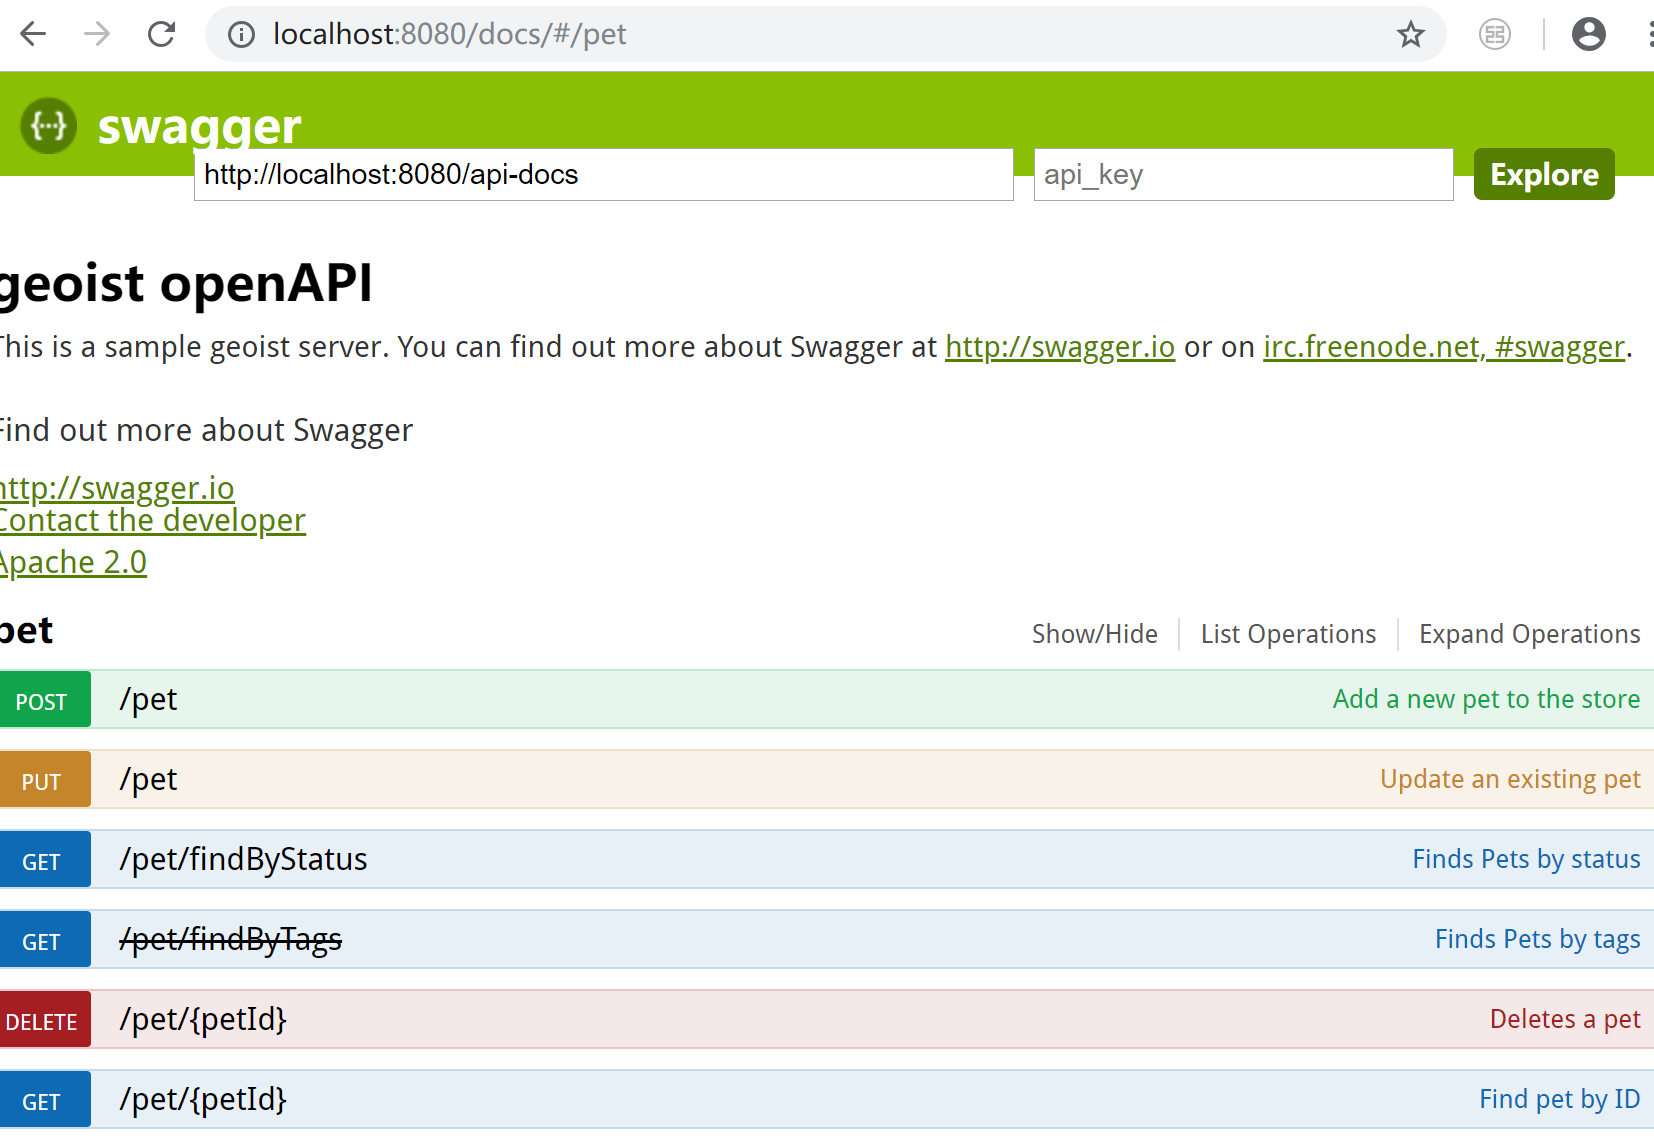 localhost:8080/docs/#/pet
{···} swagger
http://localhost:8080/api-docs
api_key
Explore
geoist openAPI
This is a sample geoist server. You can find out more about Swagger at http://swagger.io or on irc.freenode.net, #swagger.
Find out more about Swagger
http://swagger.io
Contact the developer
Apache 2.0
pet
Show/Hide
List Operations
Expand Operations
POST /pet Add a new pet to the store
PUT /pet Update an existing pet
GET /pet/findByStatus Finds Pets by status
GET /pet/findByTags Finds Pets by tags
DELETE /pet/{petId} Deletes a pet
GET /pet/{petId} Find pet by ID